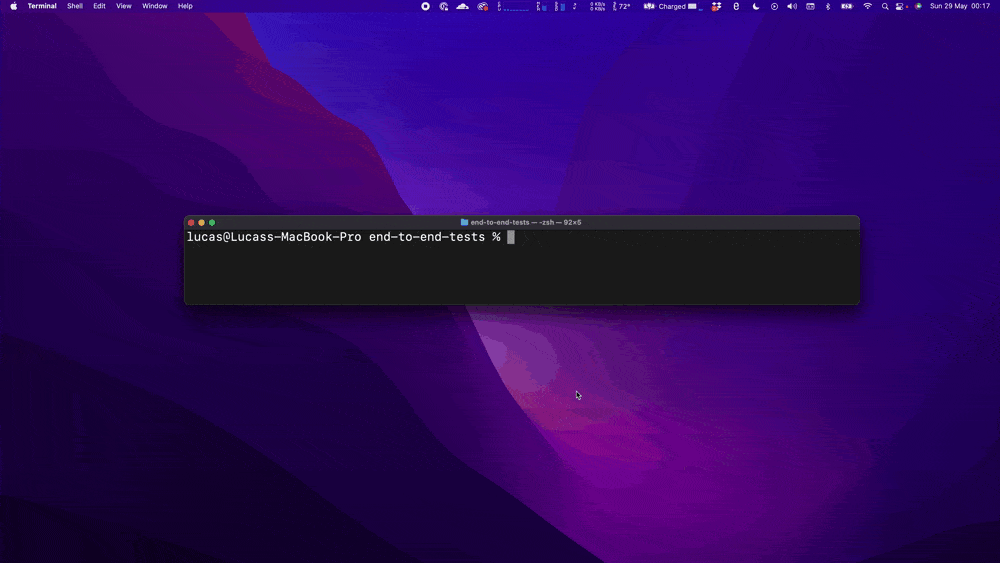 Terminal Shell Edit View Window Help 0 KB/s 0 KB/s 72° Charged Sun 29 May 00:17
end-to-end-tests — -zsh — 92×5
lucas@Lucass-MacBook-Pro end-to-end-tests %